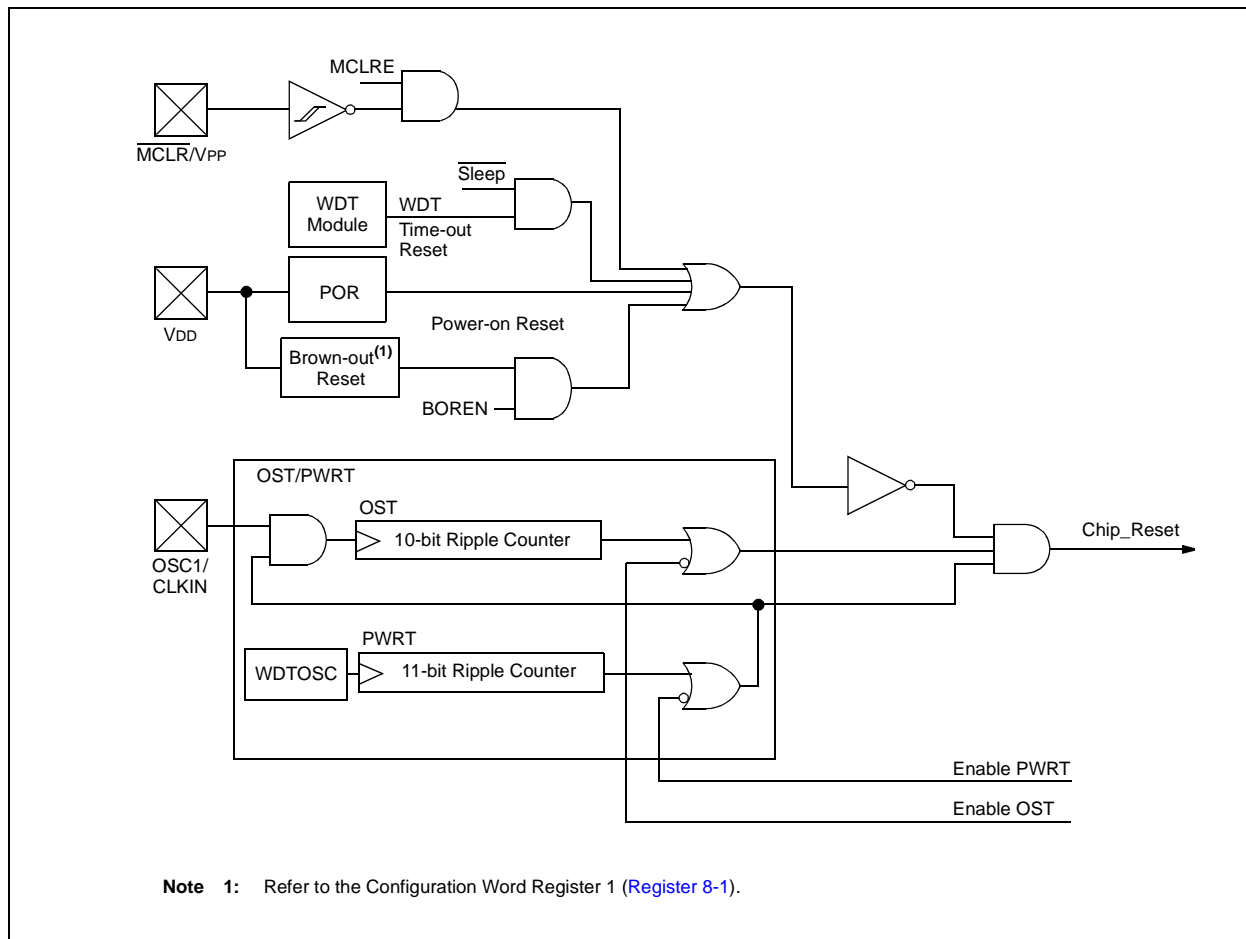 MCLRE
MCLR/VPP
Sleep
WDT
Module
WDT
Time-out
Reset
POR
VDD
Power-on Reset
Brown-out(1)
Reset
BOREN
OST/PWRT
OST
10-bit Ripple Counter
Chip_Reset
OSC1/
CLKIN
PWRT
WDTOSC
11-bit Ripple Counter
Enable PWRT
Enable OST
Note 1: Refer to the Configuration Word Register 1 (Register 8-1).